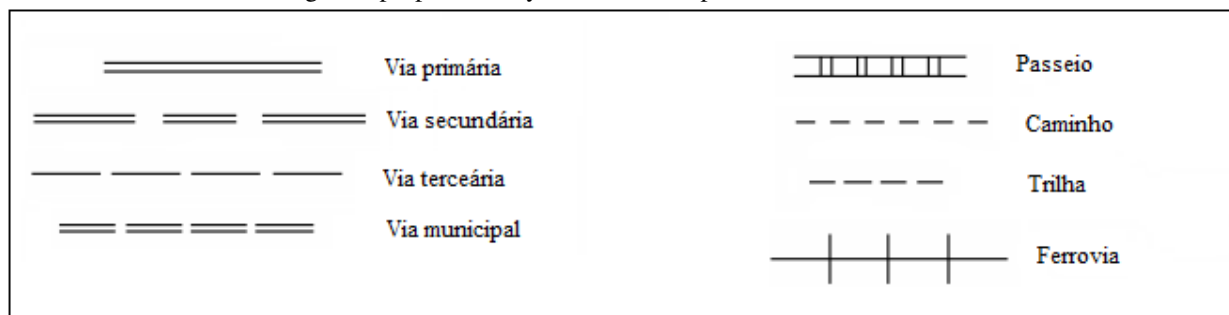 Via primária
Via secundária
Via terceária
Via municipal
Passeio
Caminho
Trilha
Ferrovia